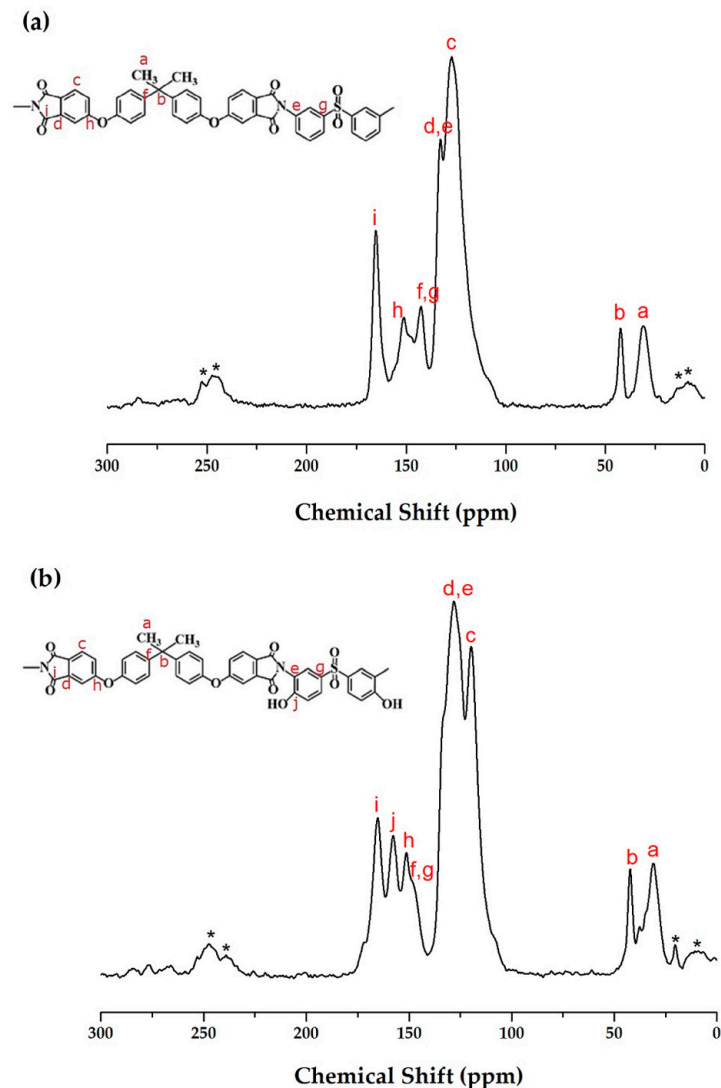 (a)
c
a
CH₃ CH₃
O
c
f
b
O
e
g
O
d,e
N
i
N
S
d
h
O
O
O
O
O
O
i
h
f,g
b
a
* *
* *
300 250 200 150 100 50 0
Chemical Shift (ppm)
(b)
d,e
c
a
CH₃ CH₃
O
c
f
b
O
e
g
O
N
i
N
S
d
h
O
O
O
HO
j
O
OH
O
i
j
h
f,g
b
a
*
*
*
*
300 250 200 150 100 50 0
Chemical Shift (ppm)